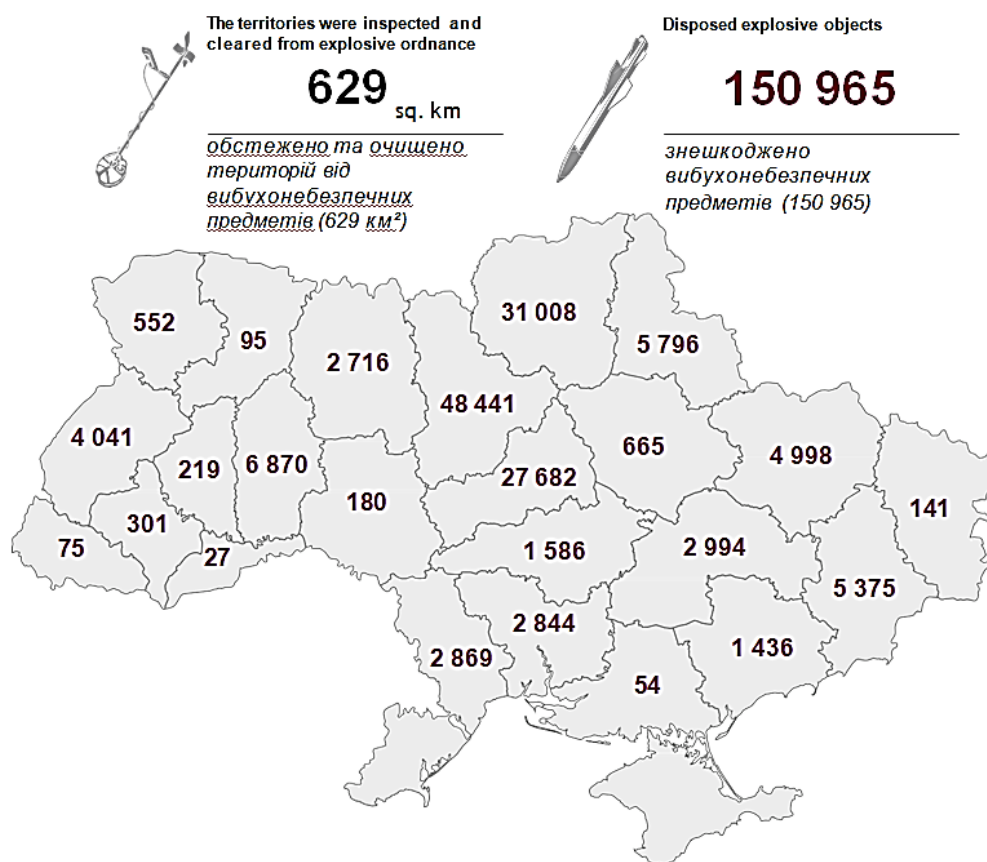 The territories were inspected and
cleared from explosive ordnance
629 sq. km
обстежено та очищено
територій від
вибухонебезпечних
предметів (629 км²)
Disposed explosive objects
150 965
знешкоджено
вибухонебезпечних
предметів (150 965)
31 008
552
95
5 796
2 716
48 441
4 041
665
219
6 870
4 998
27 682
180
141
301
75
27
1 586
2 994
5 375
2 844
1 436
2 869
54